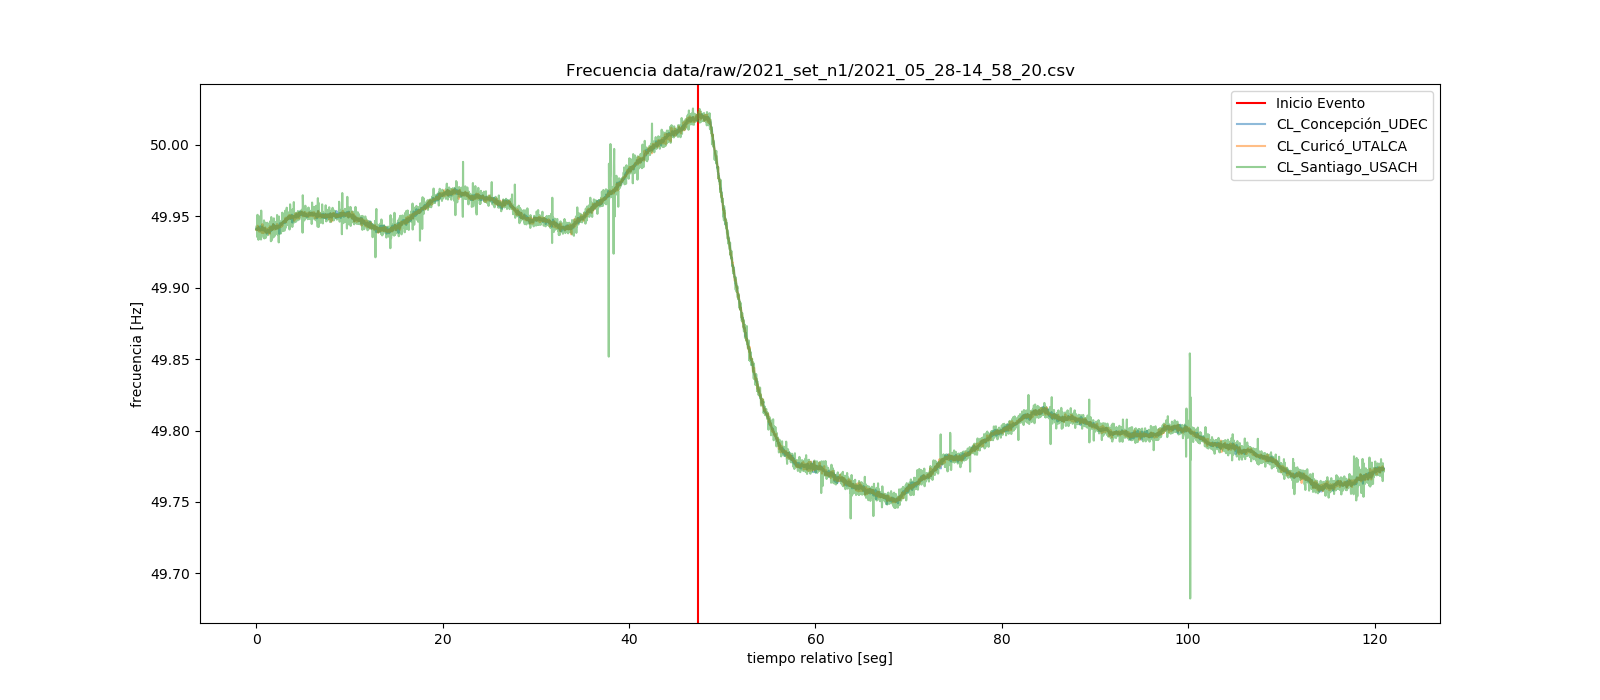 Frecuencia data/raw/2021_set_n1/2021_05_28-14_58_20.csv
Inicio Evento
CL_Concepción_UDEC
CL_Curicó_UTALCA
CL_Santiago_USACH
frecuencia [Hz]
50.00
49.95
49.90
49.85
49.80
49.75
49.70
0 20 40 60 80 100 120
tiempo relativo [seg]